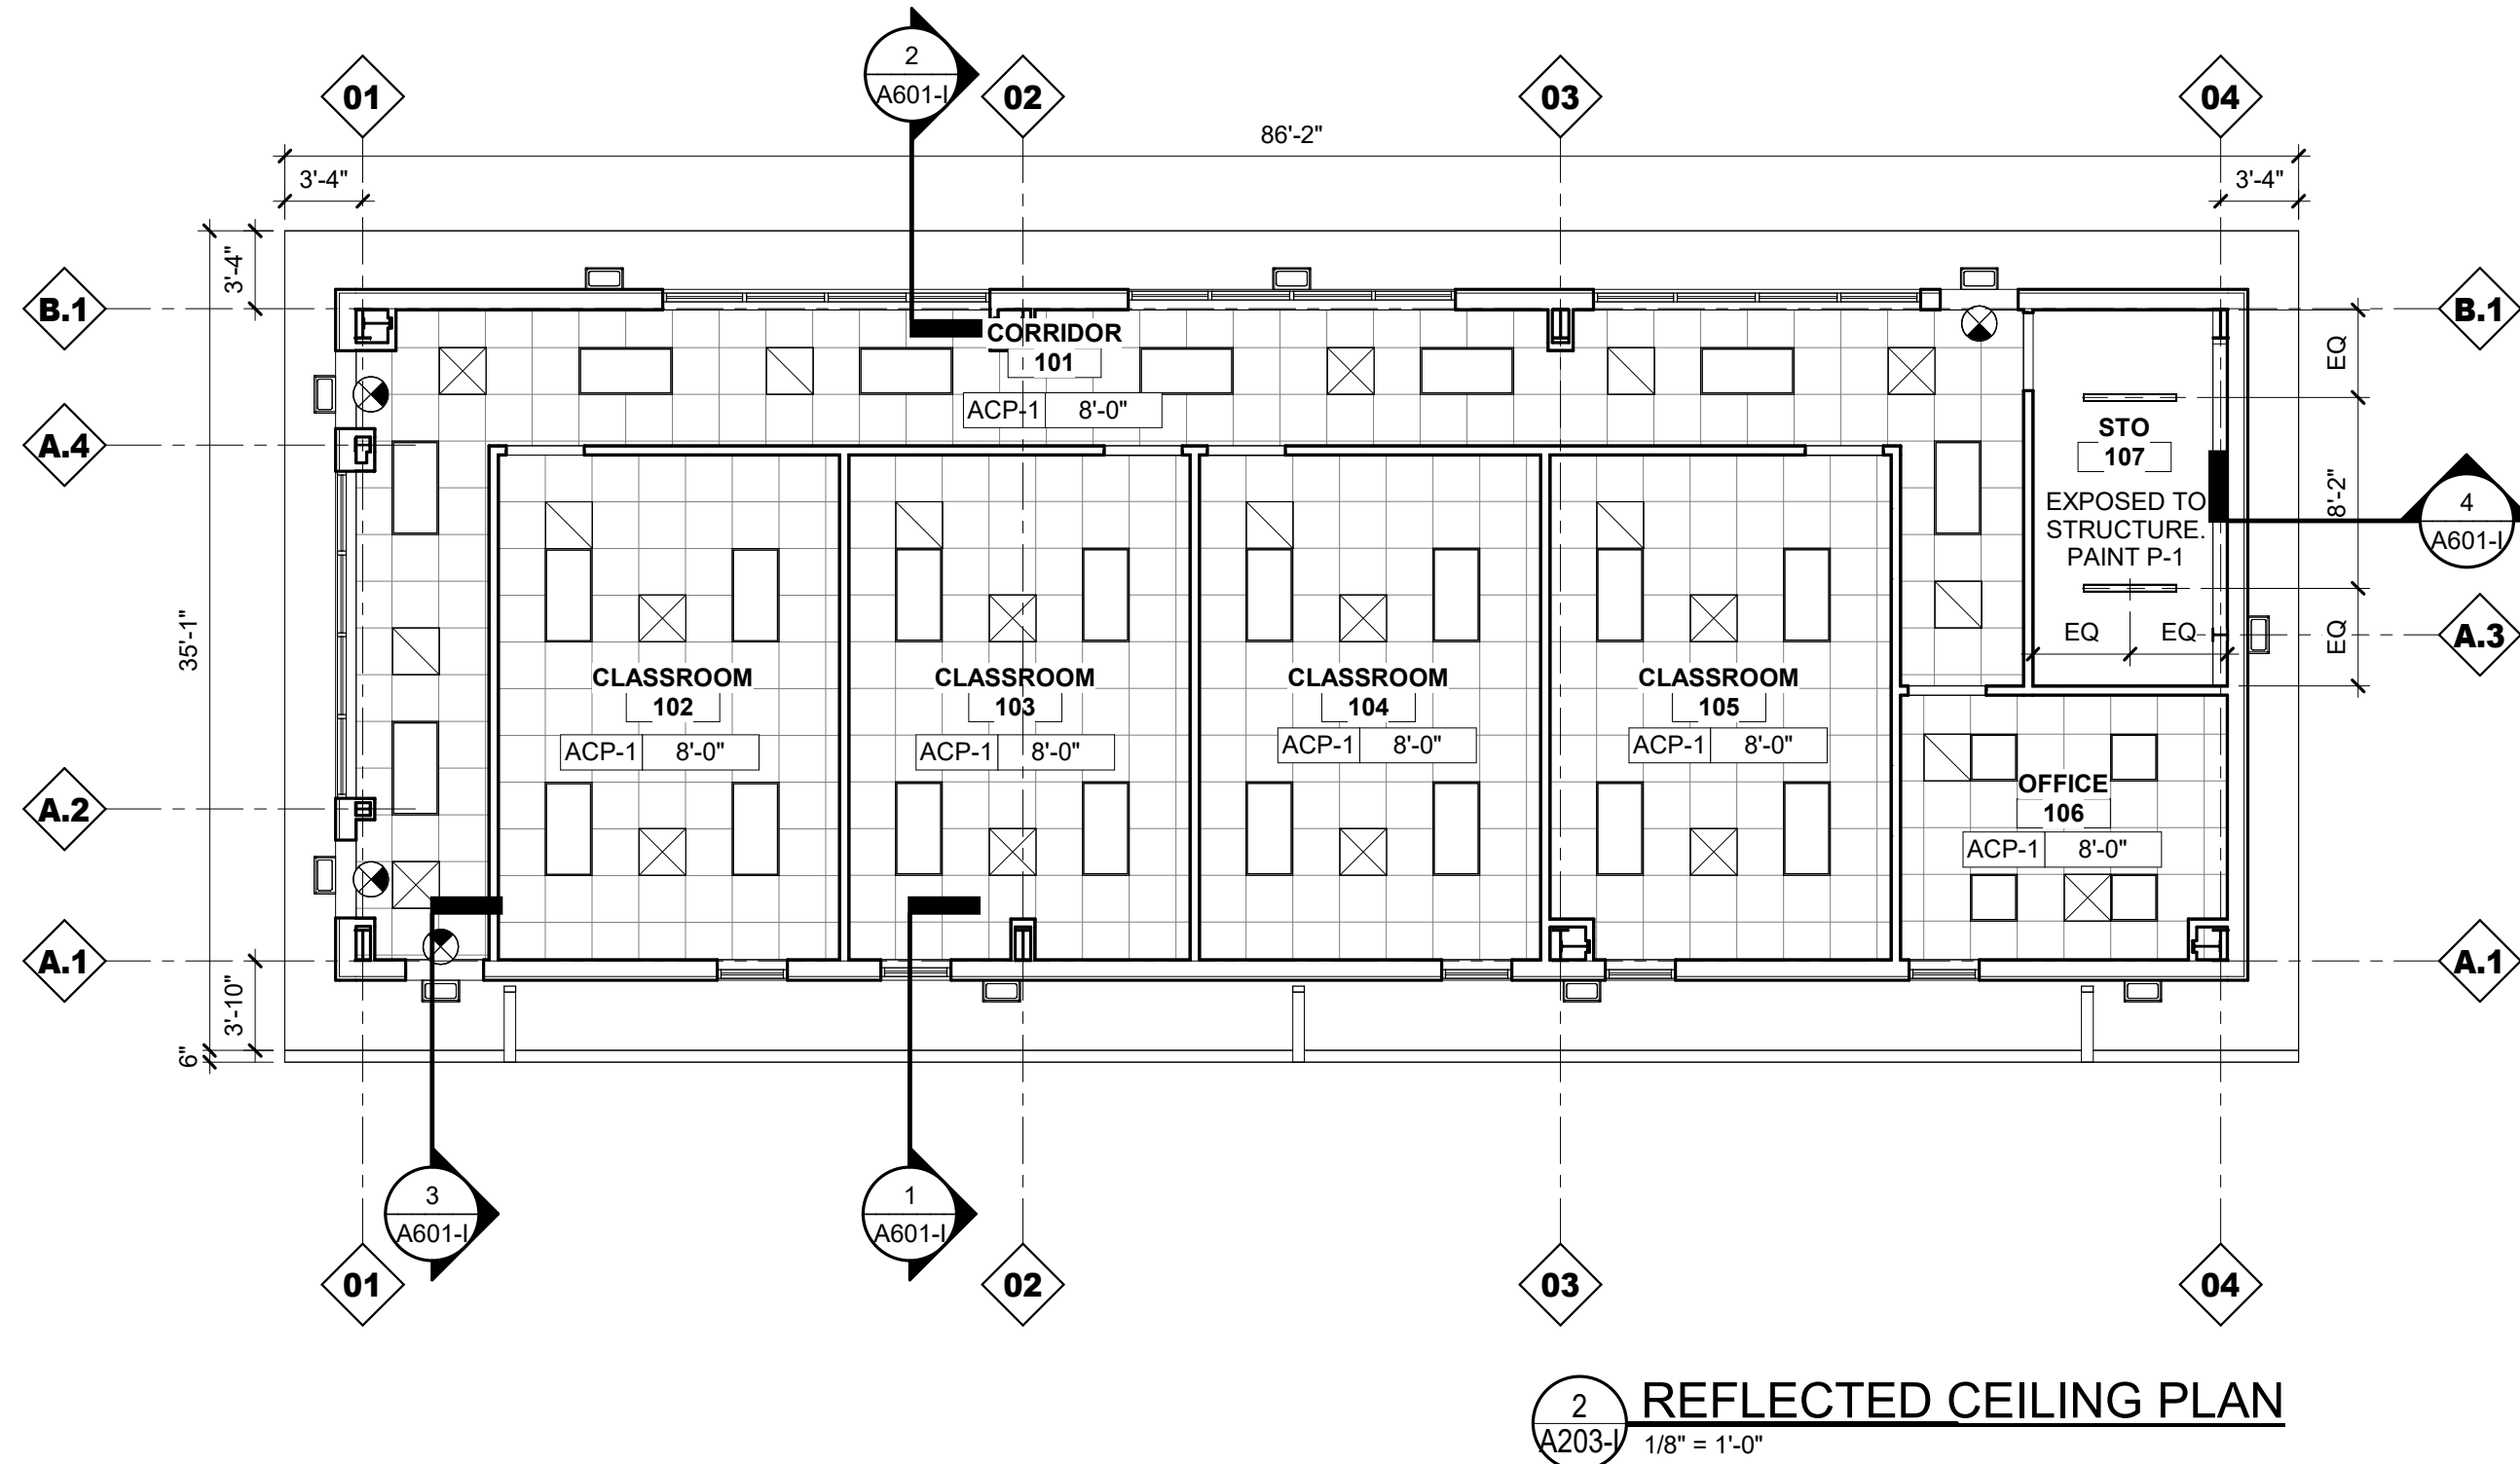 2
A601-I
01
02
03
04
86'-2"
3'-4"
3'-4"
3'-4"
B.1
B.1
CORRIDOR
101
ACP-1 8'-0"
EQ
A.4
STO
107
EXPOSED TO
STRUCTURE.
PAINT P-1
8'-2"
4
A601-I
35'-1"
EQ EQ
EQ
A.3
CLASSROOM
102
ACP-1 8'-0"
CLASSROOM
103
ACP-1 8'-0"
CLASSROOM
104
ACP-1 8'-0"
CLASSROOM
105
ACP-1 8'-0"
OFFICE
106
ACP-1 8'-0"
A.2
A.1
A.1
3'-10"
6"
3
A601-I
1
A601-I
01
02
03
04
2
A203-I
REFLECTED CEILING PLAN
1/8" = 1'-0"